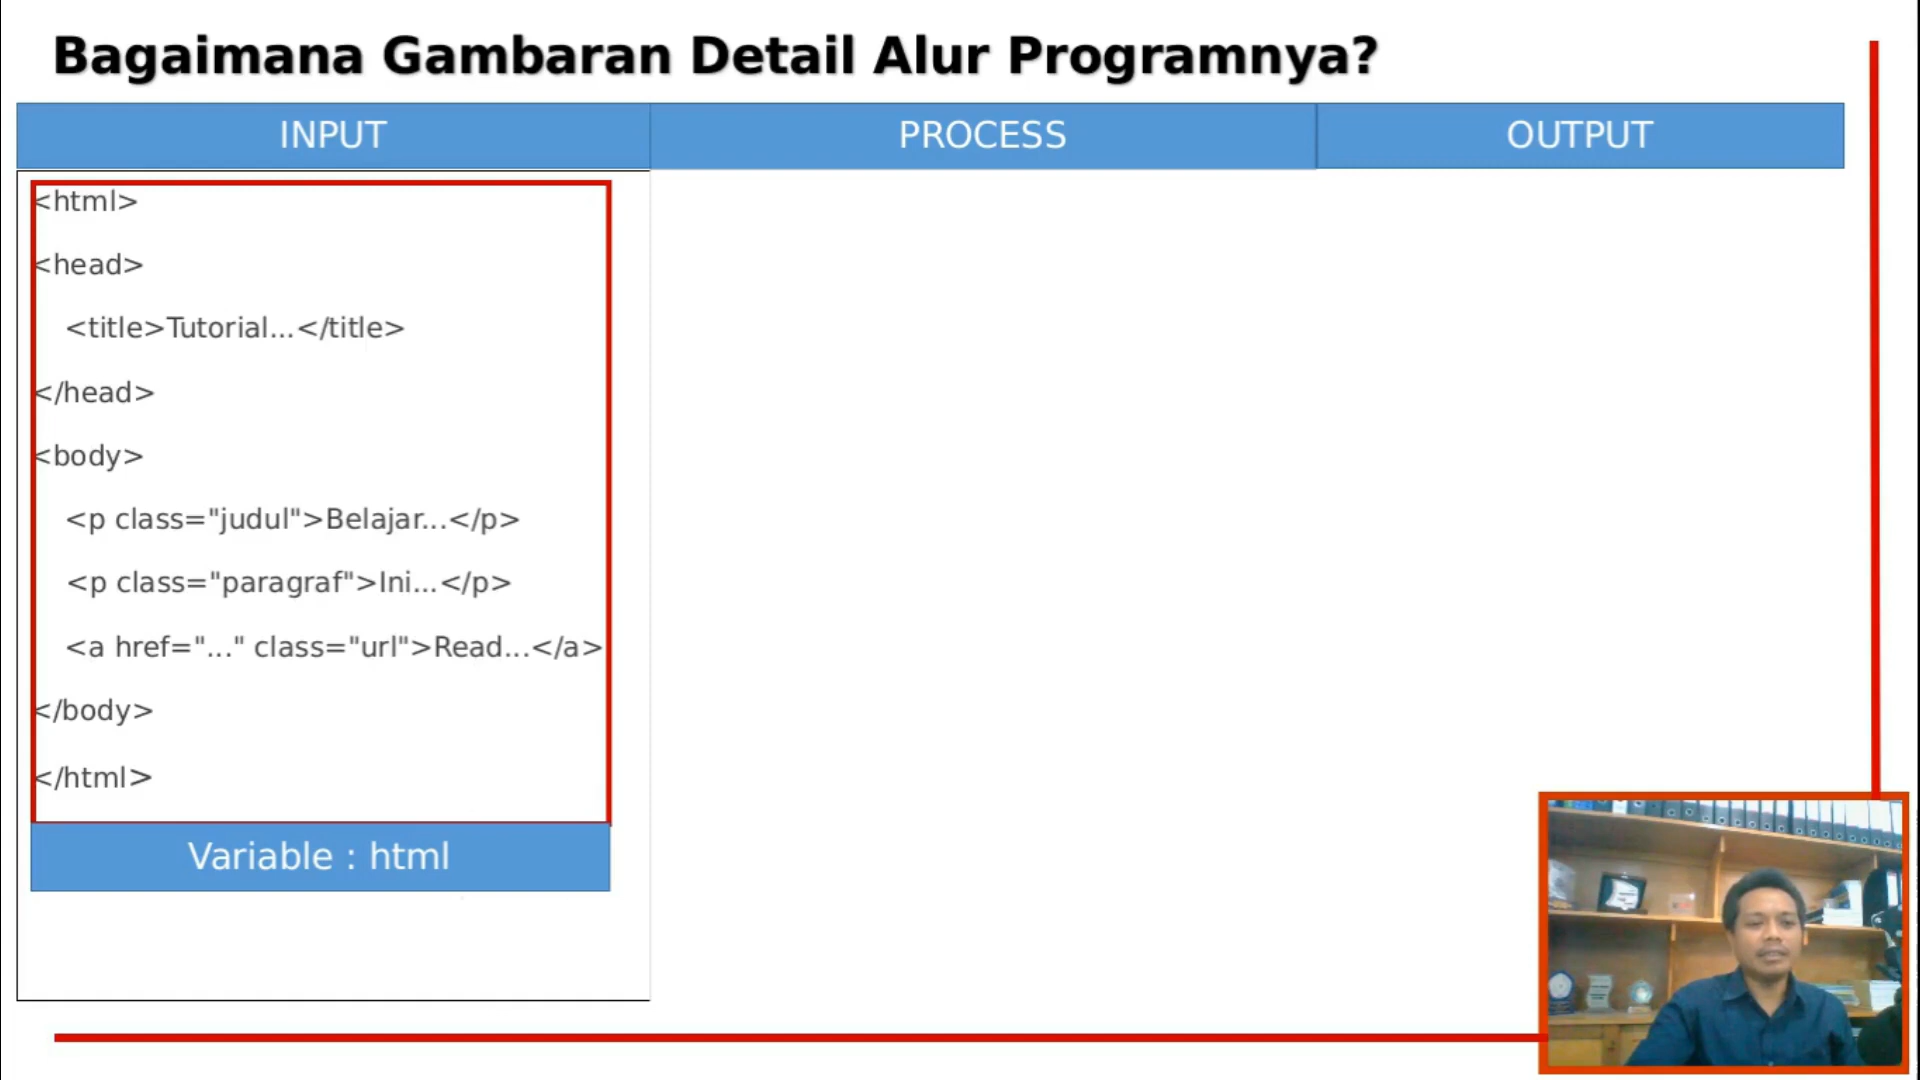 Bagaimana Gambaran Detail Alur Programnya?
INPUT PROCESS OUTPUT
<html>
<head>
<title>Tutorial...</title>
</head>
<body>
<p class="judul">Belajar...</p>
<p class="paragraf">Ini...</p>
<a href="..." class="url">Read...</a>
</body>
</html>
Variable : html